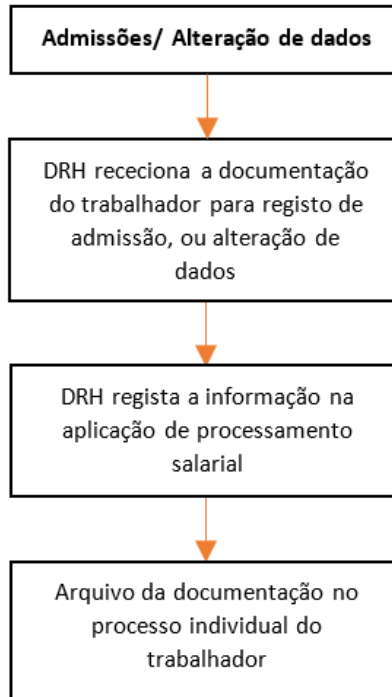 Admissões/ Alteração de dados
DRH receciona a documentação
do trabalhador para registo de
admissão, ou alteração de
dados
DRH regista a informação na
aplicação de processamento
salarial
Arquivo da documentação no
processo individual do
trabalhador